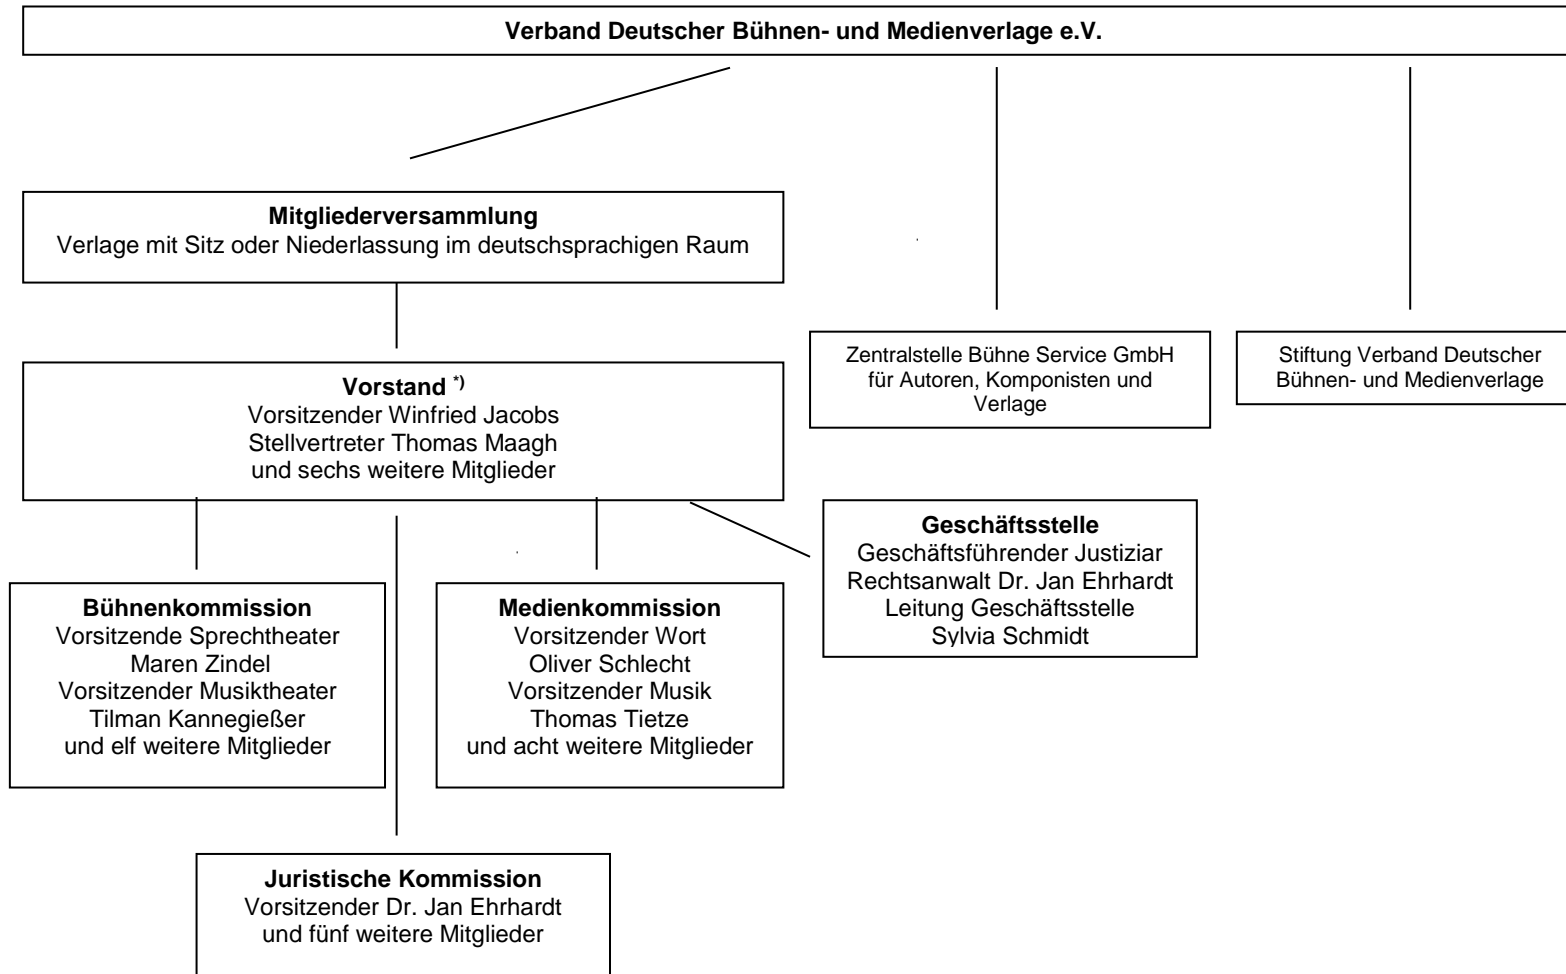 Verband Deutscher Bühnen- und Medienverlage e.V.
Mitgliederversammlung
Verlage mit Sitz oder Niederlassung im deutschsprachigen Raum
Zentralstelle Bühne Service GmbH
für Autoren, Komponisten und
Verlage
Stiftung Verband Deutscher
Bühnen- und Medienverlage
Vorstand *)
Vorsitzender Winfried Jacobs
Stellvertreter Thomas Maagh
und sechs weitere Mitglieder
Geschäftsstelle
Geschäftsführender Justiziar
Rechtsanwalt Dr. Jan Ehrhardt
Leitung Geschäftsstelle
Sylvia Schmidt
Bühnenkommission
Vorsitzende Sprechtheater
Maren Zindel
Vorsitzender Musiktheater
Tilman Kannegießer
und elf weitere Mitglieder
Medienkommission
Vorsitzender Wort
Oliver Schlecht
Vorsitzender Musik
Thomas Tietze
und acht weitere Mitglieder
Juristische Kommission
Vorsitzender Dr. Jan Ehrhardt
und fünf weitere Mitglieder